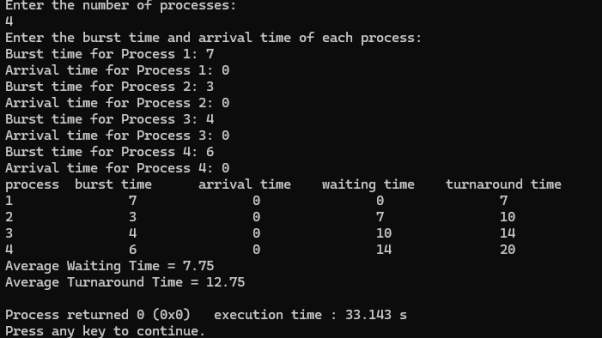 Enter the number of processes:
4
Enter the burst time and arrival time of each process:
Burst time for Process 1: 7
Arrival time for Process 1: 0
Burst time for Process 2: 3
Arrival time for Process 2: 0
Burst time for Process 3: 4
Arrival time for Process 3: 0
Burst time for Process 4: 6
Arrival time for Process 4: 0
process  burst time      arrival time    waiting time    turnaround time
1               7               0               0               7
2               3               0               7               10
3               4               0               10              14
4               6               0               14              20
Average Waiting Time = 7.75
Average Turnaround Time = 12.75
Process returned 0 (0x0)   execution time : 33.143 s
Press any key to continue.